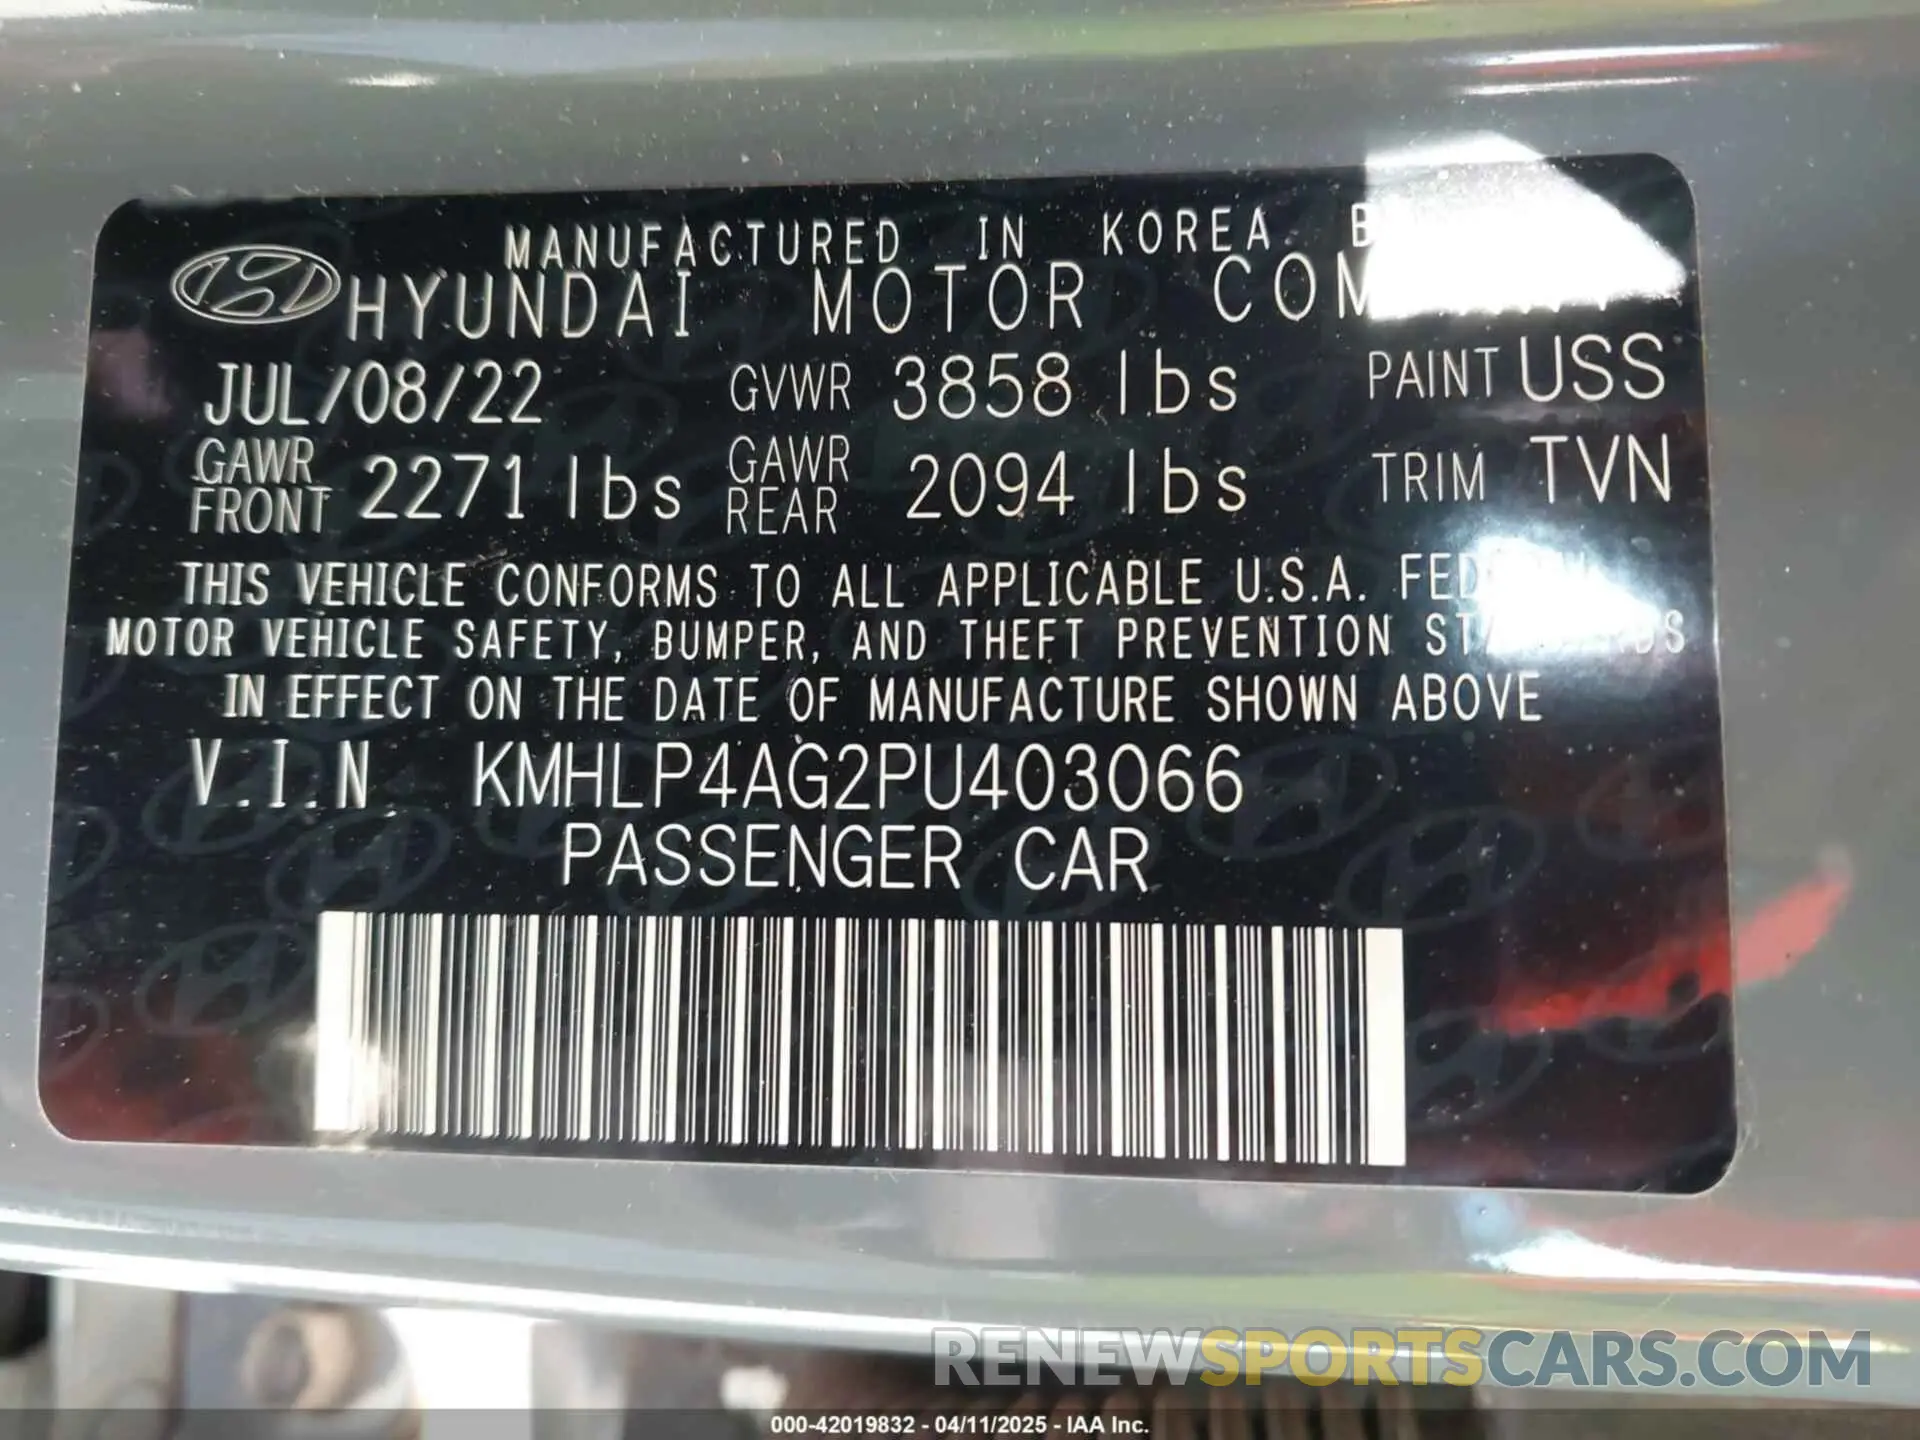 MANUFACTURED IN KOREA
HYUNDAI MOTOR
JUL/08/22 GVWR 3858 lbs PAINT USS
GAWR FRONT 2271 lbs GAWR REAR 2094 lbs TRIM TVN
THIS VEHICLE CONFORMS TO ALL APPLICABLE U.S.A. FEDERAL
MOTOR VEHICLE SAFETY, BUMPER, AND THEFT PREVENTION STANDARDS
IN EFFECT ON THE DATE OF MANUFACTURE SHOWN ABOVE
V.I.N KMHLP4AG2PU403066
PASSENGER CAR
RENEWSPORTSCARS.COM
000-42019832 - 04/11/2025 - IAA Inc.